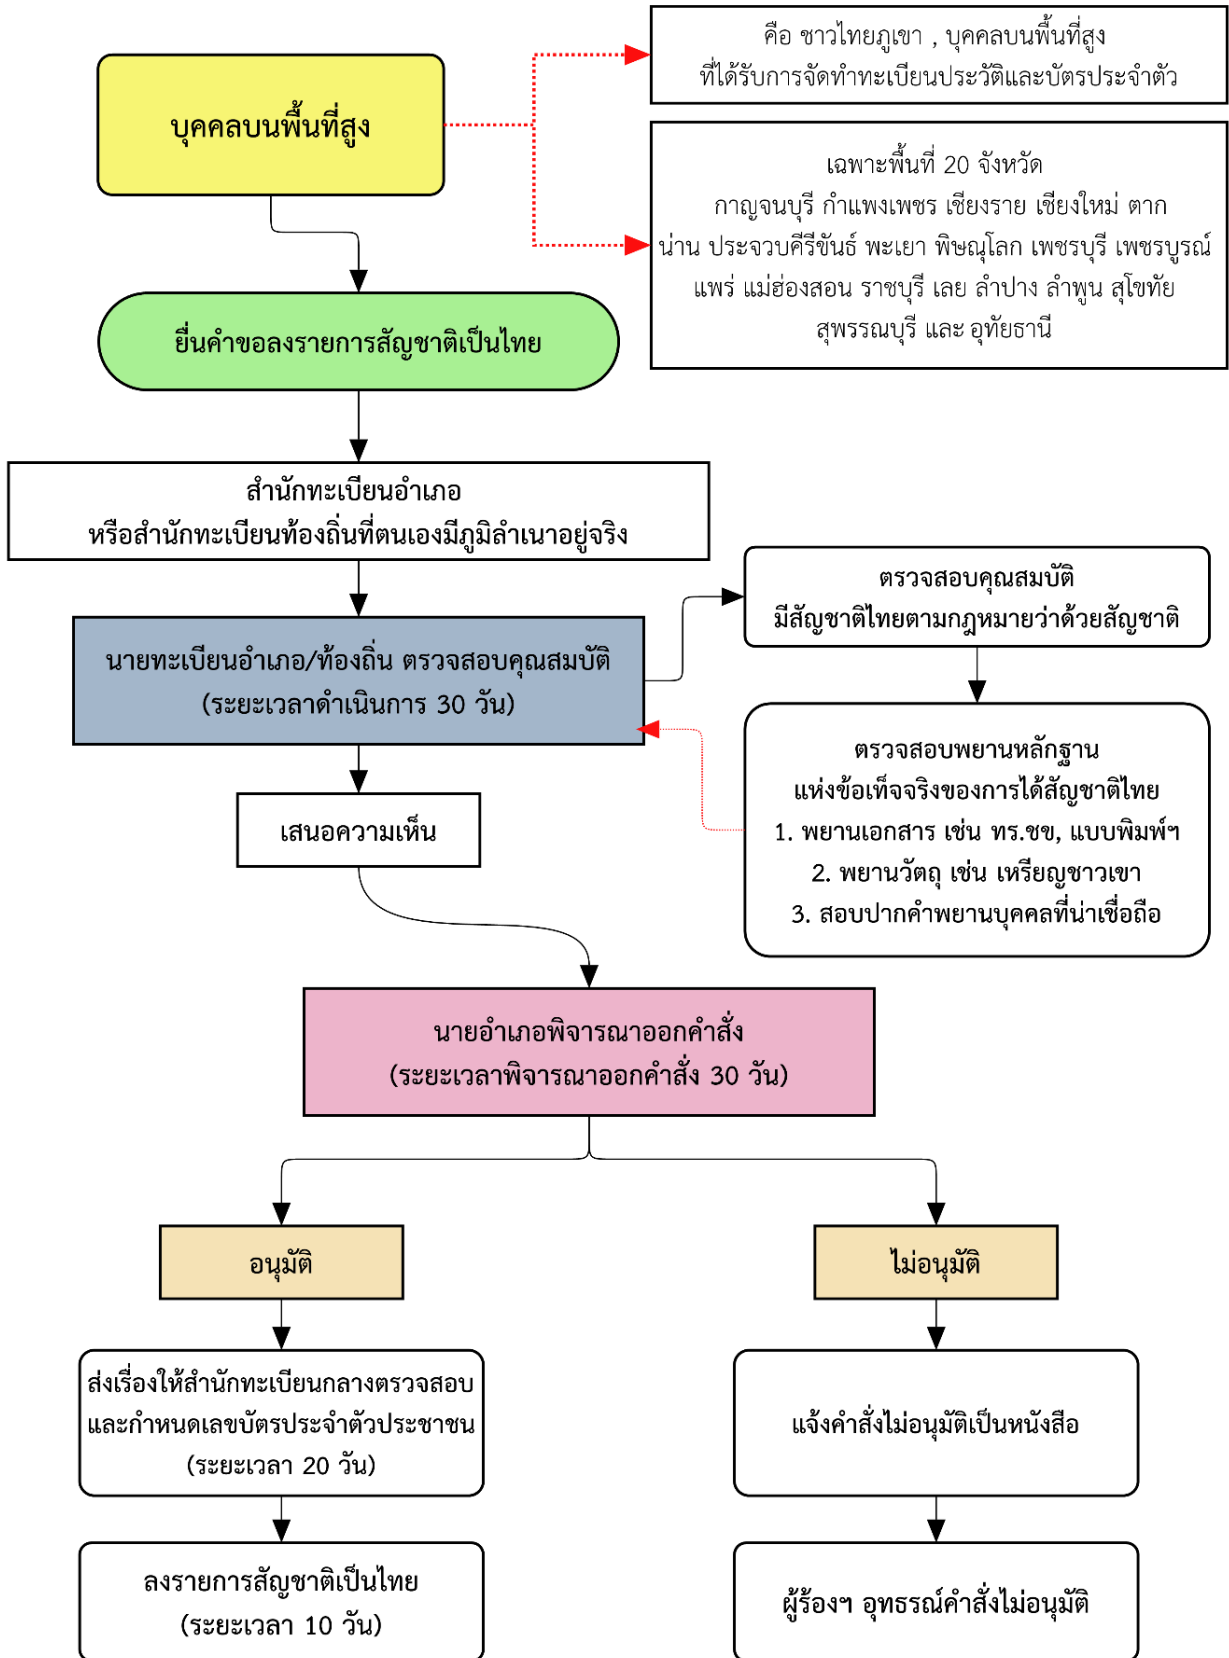 บุคคลบนพื้นที่สูง
คือ ชาวไทยภูเขา , บุคคลบนพื้นที่สูง
ที่ได้รับการจัดทำทะเบียนประวัติและบัตรประจำตัว
เฉพาะพื้นที่ 20 จังหวัด
กาญจนบุรี กำแพงเพชร เชียงราย เชียงใหม่ ตาก
น่าน ประจวบคีรีขันธ์ พะเยา พิษณุโลก เพชรบุรี เพชรบูรณ์
แพร่ แม่ฮ่องสอน ราชบุรี เลย ลำปาง ลำพูน สุโขทัย
สุพรรณบุรี และ อุทัยธานี
ยื่นคำขอลงรายการสัญชาติเป็นไทย
สำนักทะเบียนอำเภอ
หรือสำนักทะเบียนท้องถิ่นที่ตนเองมีภูมิลำเนาอยู่จริง
นายทะเบียนอำเภอ/ท้องถิ่น ตรวจสอบคุณสมบัติ
(ระยะเวลาดำเนินการ 30 วัน)
ตรวจสอบคุณสมบัติ
มีสัญชาติไทยตามกฎหมายว่าด้วยสัญชาติ
ตรวจสอบพยานหลักฐาน
แห่งข้อเท็จจริงของการได้สัญชาติไทย
1. พยานเอกสาร เช่น ทร.ชข, แบบพิมพ์ฯ
2. พยานวัตถุ เช่น เหรียญชาวเขา
3. สอบปากคำพยานบุคคลที่น่าเชื่อถือ
เสนอความเห็น
นายอำเภอพิจารณาออกคำสั่ง
(ระยะเวลาพิจารณาออกคำสั่ง 30 วัน)
อนุมัติ
ไม่อนุมัติ
ส่งเรื่องให้สำนักทะเบียนกลางตรวจสอบ
และกำหนดเลขบัตรประจำตัวประชาชน
(ระยะเวลา 20 วัน)
แจ้งคำสั่งไม่อนุมัติเป็นหนังสือ
ลงรายการสัญชาติเป็นไทย
(ระยะเวลา 10 วัน)
ผู้ร้องฯ อุทธรณ์คำสั่งไม่อนุมัติ